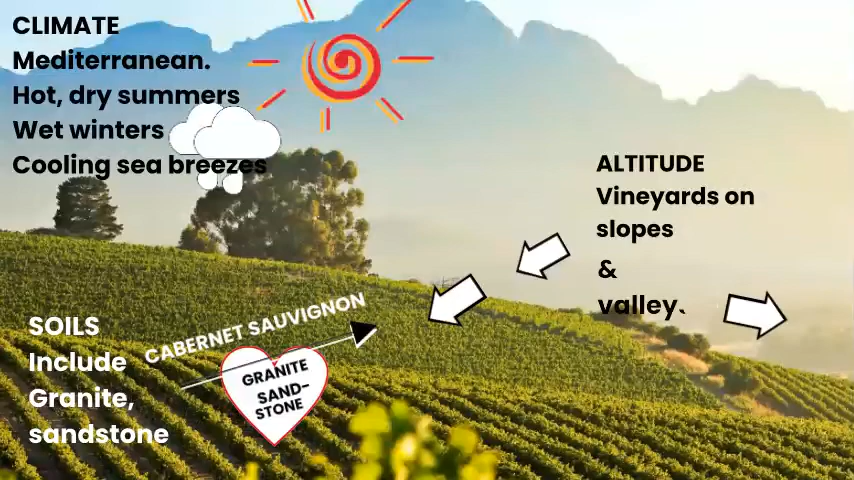 CLIMATE
Mediterranean.
Hot, dry summers
Wet winters
Cooling sea breezes
ALTITUDE
Vineyards on
slopes
&
valley.
SOILS
Include
Granite,
sandstone
CABERNET SAUVIGNON
GRANITE
SAND-
STONE